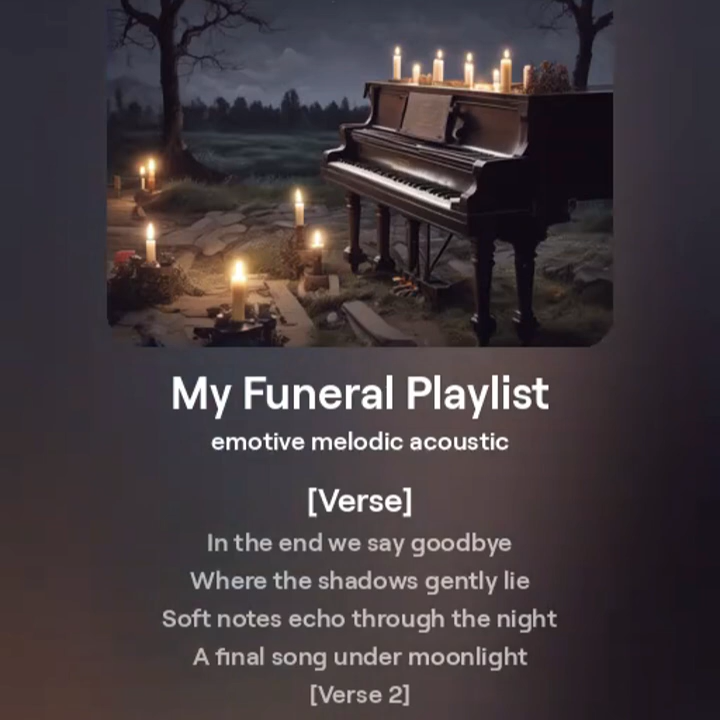 My Funeral Playlist
emotive melodic acoustic
[Verse]
In the end we say goodbye
Where the shadows gently lie
Soft notes echo through the night
A final song under moonlight
[Verse 2]